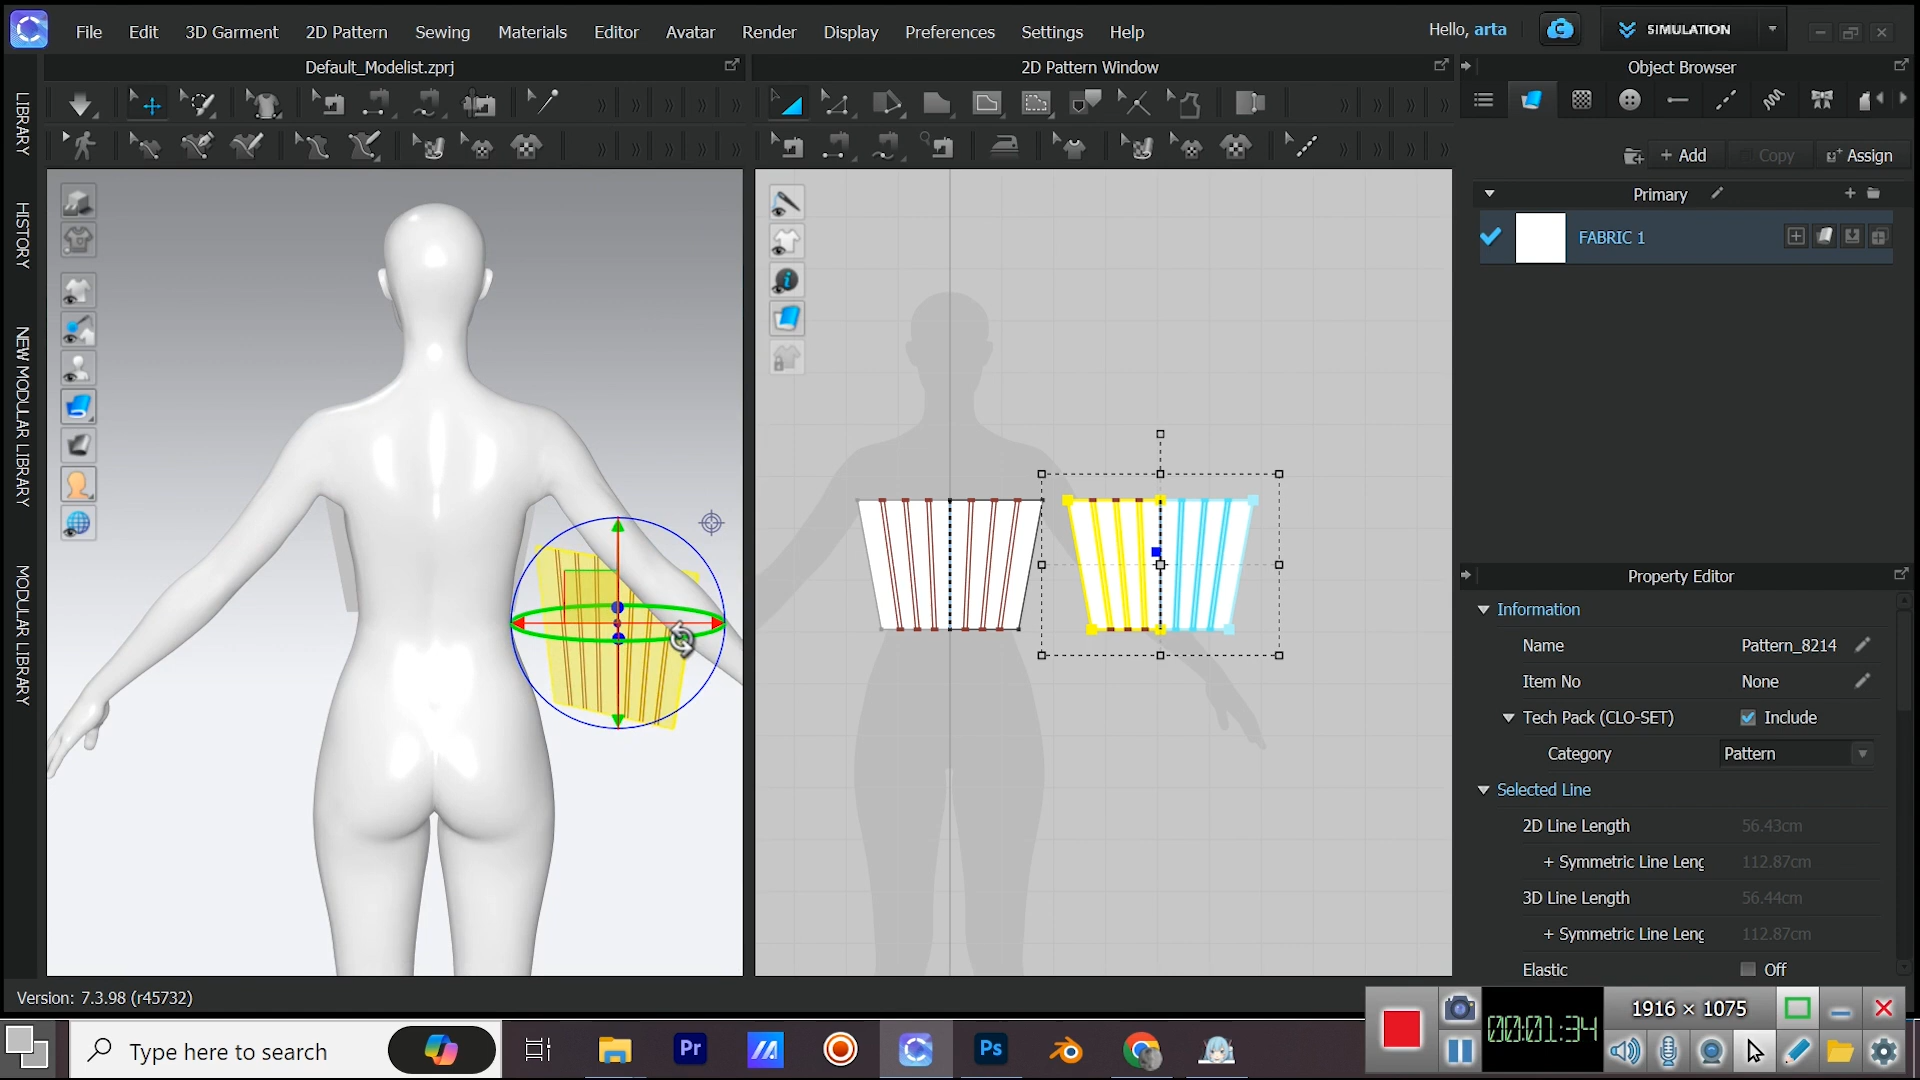 File Edit 3D Garment 2D Pattern Sewing Materials Editor Avatar Render Display Preferences Settings Help
Hello, arta
SIMULATION
Default_Modelist.zprj
2D Pattern Window
Object Browser
LIBRARY
HISTORY
NEW MODULAR LIBRARY
MODULAR LIBRARY
+ Add
Copy
Assign
Primary
FABRIC 1
Property Editor
Information
Name Pattern_8214
Item No None
Tech Pack (CLO-SET) Include
Category Pattern
Selected Line
2D Line Length 56.43cm
+ Symmetric Line Leng 112.87cm
3D Line Length 56.44cm
+ Symmetric Line Leng 112.87cm
Elastic Off
Version: 7.3.98 (r45732)
00:01:34
1916 × 1075
Type here to search
Pr
Ps